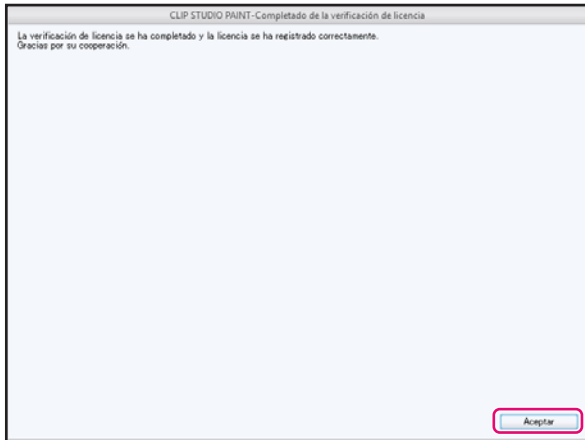 CLIP STUDIO PAINT-Completado de la verificación de licencia
La verificación de licencia se ha completado y la licencia se ha registrado correctamente.
Gracias por su cooperación.
Aceptar